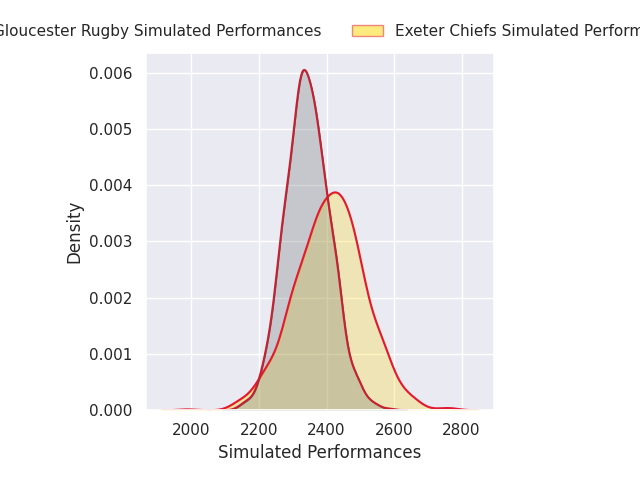 Gloucester Rugby Simulated Performances
Exeter Chiefs Simulated
0.006
0.005
0.004
0.003
0.002
0.001
0.000
Density
2000 2200 2400 2600 2800
Simulated Performances